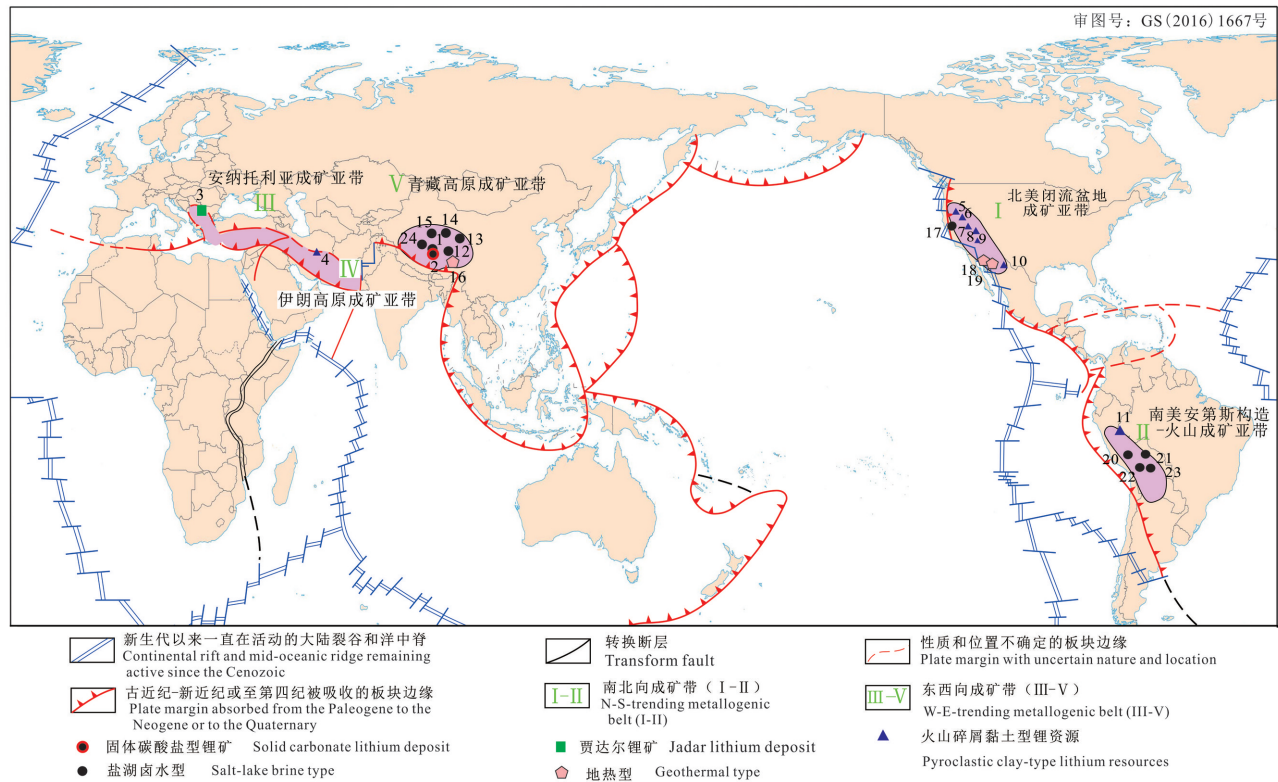 审图号：GS(2016)1667号
安纳托利亚成矿亚带
3
III
V 青藏高原成矿亚带
15
14
24
1
13
12
2
16
4
IV
伊朗高原成矿亚带
I
北美闭流盆地
成矿亚带
5
6
17
7
8
9
18
10
19
南美安第斯构造
-火山成矿亚带
11
II
20
21
22
23
新生代以来一直在活动的大陆裂谷和洋中脊
Continental rift and mid-oceanic ridge remaining
active since the Cenozoic
古近纪-新近纪或至第四纪被吸收的板块边缘
Plate margin absorbed from the Paleogene to the
Neogene or to the Quaternary
固体碳酸盐型锂矿 Solid carbonate lithium deposit
盐湖卤水型 Salt-lake brine type
转换断层
Transform fault
I-II
南北向成矿带（I-II）
N-S-trending metallogenic
belt (I-II)
贾达尔锂矿 Jadar lithium deposit
地热型 Geothermal type
性质和位置不确定的板块边缘
Plate margin with uncertain nature and location
III-V
东西向成矿带（III-V）
W-E-trending metallogenic belt (III-V)
火山碎屑黏土型锂资源
Pyroclastic clay-type lithium resources